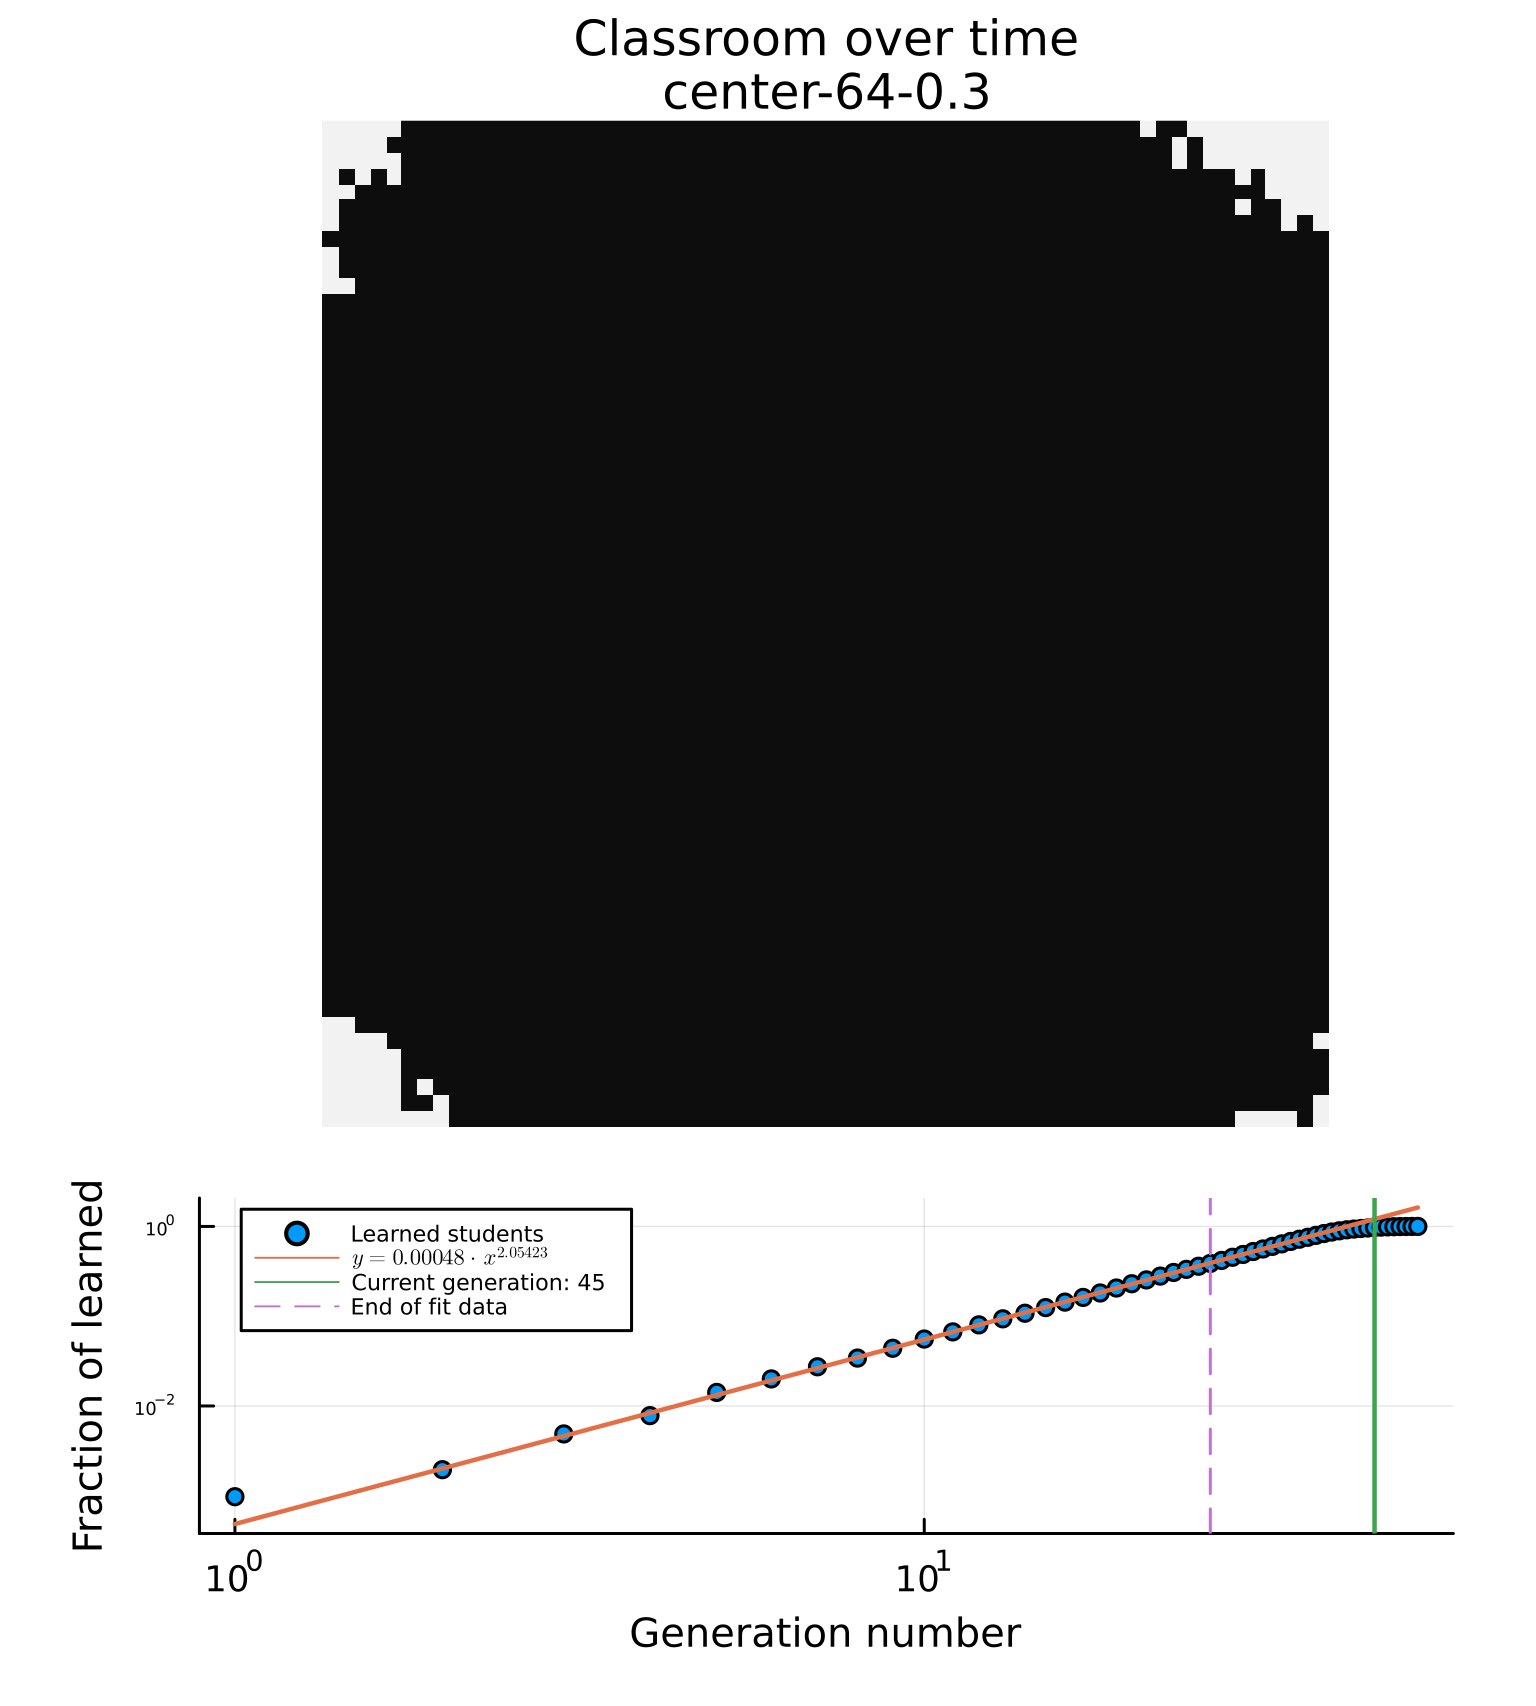 Classroom over time
center-64-0.3
Fraction of learned
10^0
10^−2
Learned students
y = 0.00048 · x^2.05423
Current generation: 45
End of fit data
10^0
10^1
Generation number